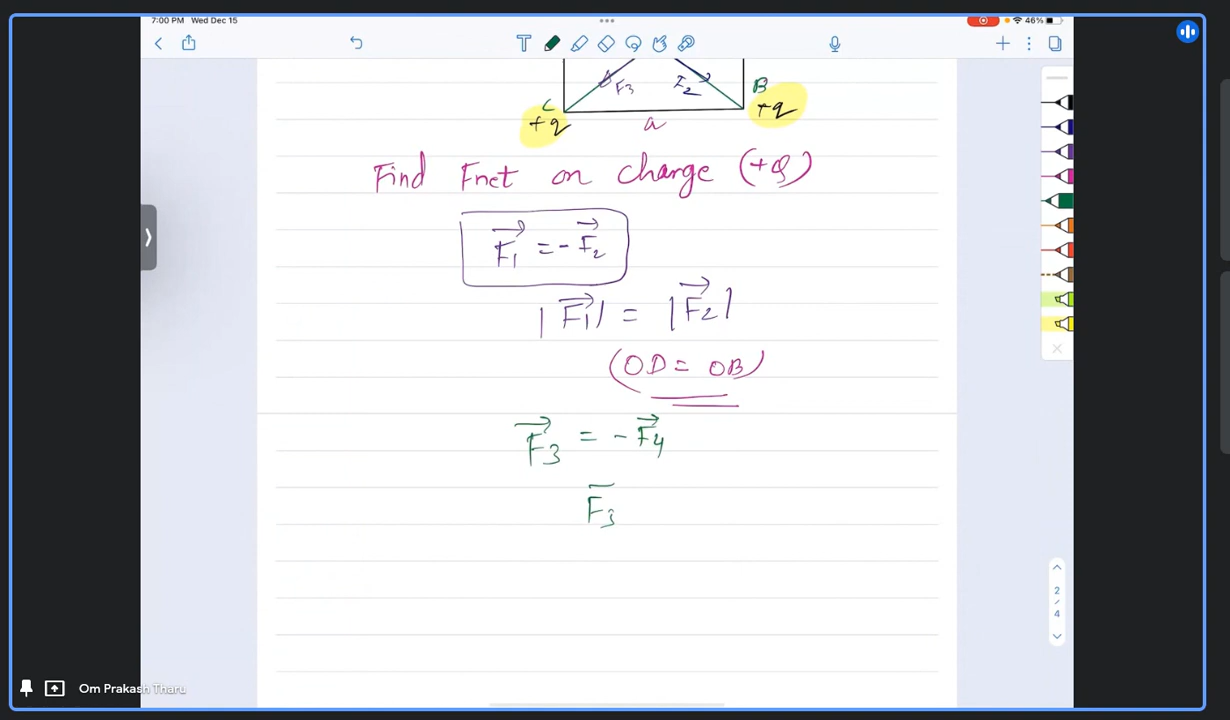 7:00 PM Wed Dec 15
46%
T
F3
F2
C
B
+q
+q
a
Find Fnet on charge (+Q)
F1 = - F2
|F1| = |F2|
(OD = OB)
F3 = - F4
F3
2
/
4
Om Prakash Tharu